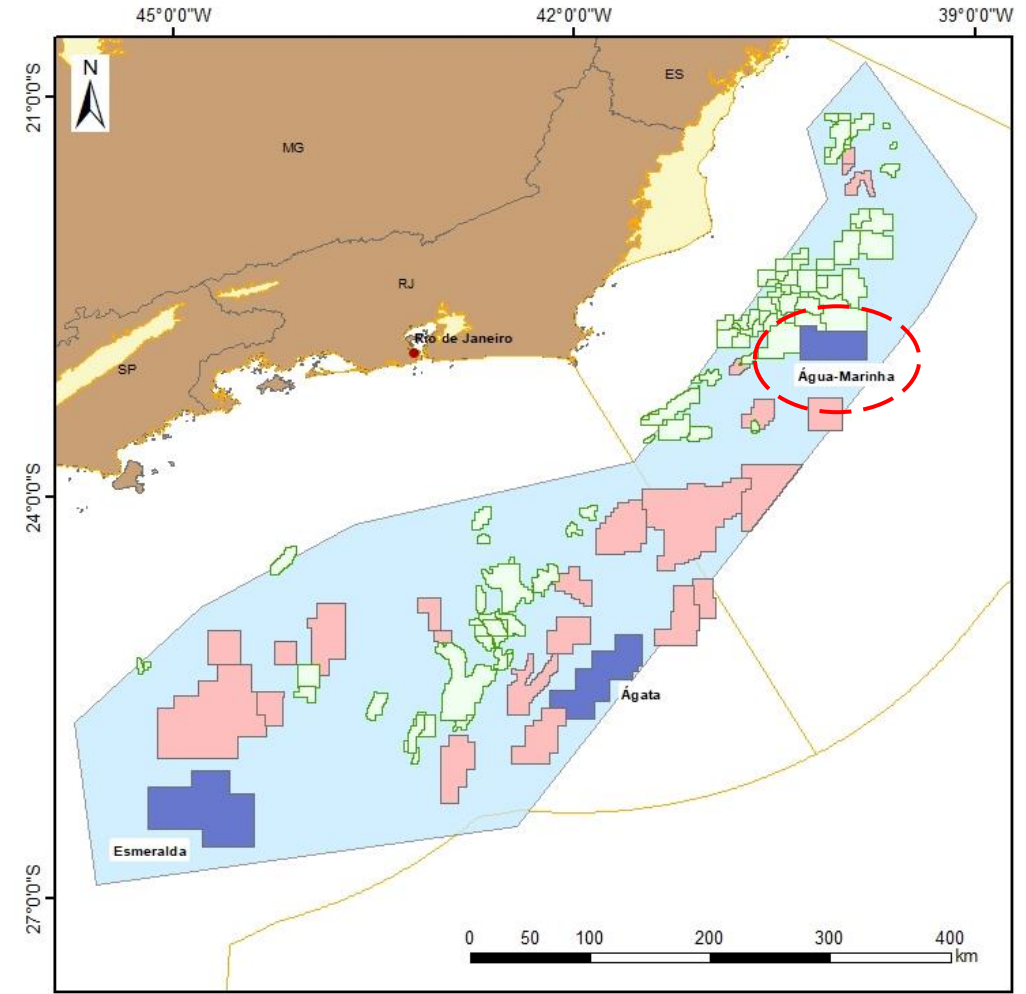 45°0'0"W 42°0'0"W 39°0'0"W
N
ES
21°0'0"S
MG
RJ
Rio de Janeiro
SP
Água-Marinha
24°0'0"S
Ágata
Esmeralda
27°0'0"S
0 50 100 200 300 400
km